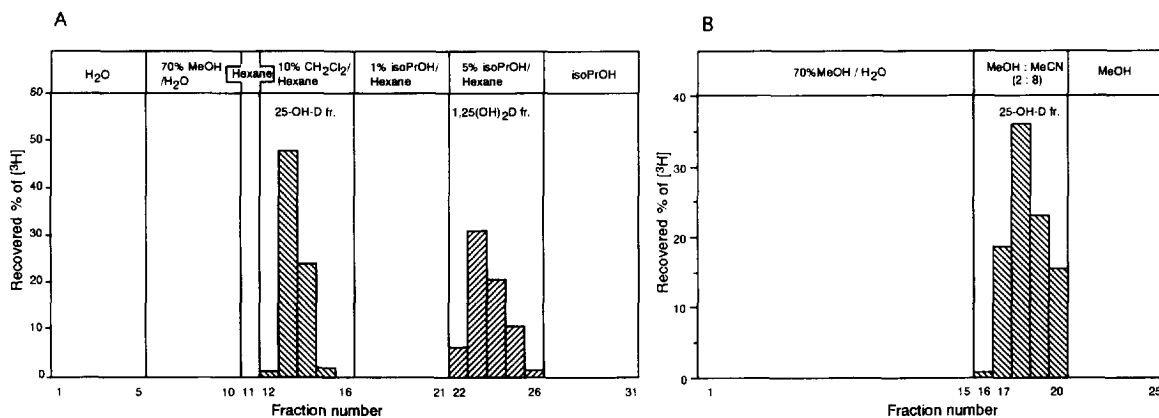 A
H₂O
70% MeOH
/H₂O
Hexane
10% CH₂Cl₂/
Hexane
1% isoPrOH/
Hexane
5% isoPrOH/
Hexane
isoPrOH
25-OH-D fr.
1,25(OH)₂D fr.
Recovered % of [³H]
60
50
40
30
20
10
0
1 5 10 11 12 16 21 22 26 31
Fraction number
B
70%MeOH / H₂O
MeOH : MeCN
(2 : 8)
MeOH
25-OH-D fr.
Recovered % of [³H]
40
30
20
10
0
1 15 16 17 20 25
Fraction number